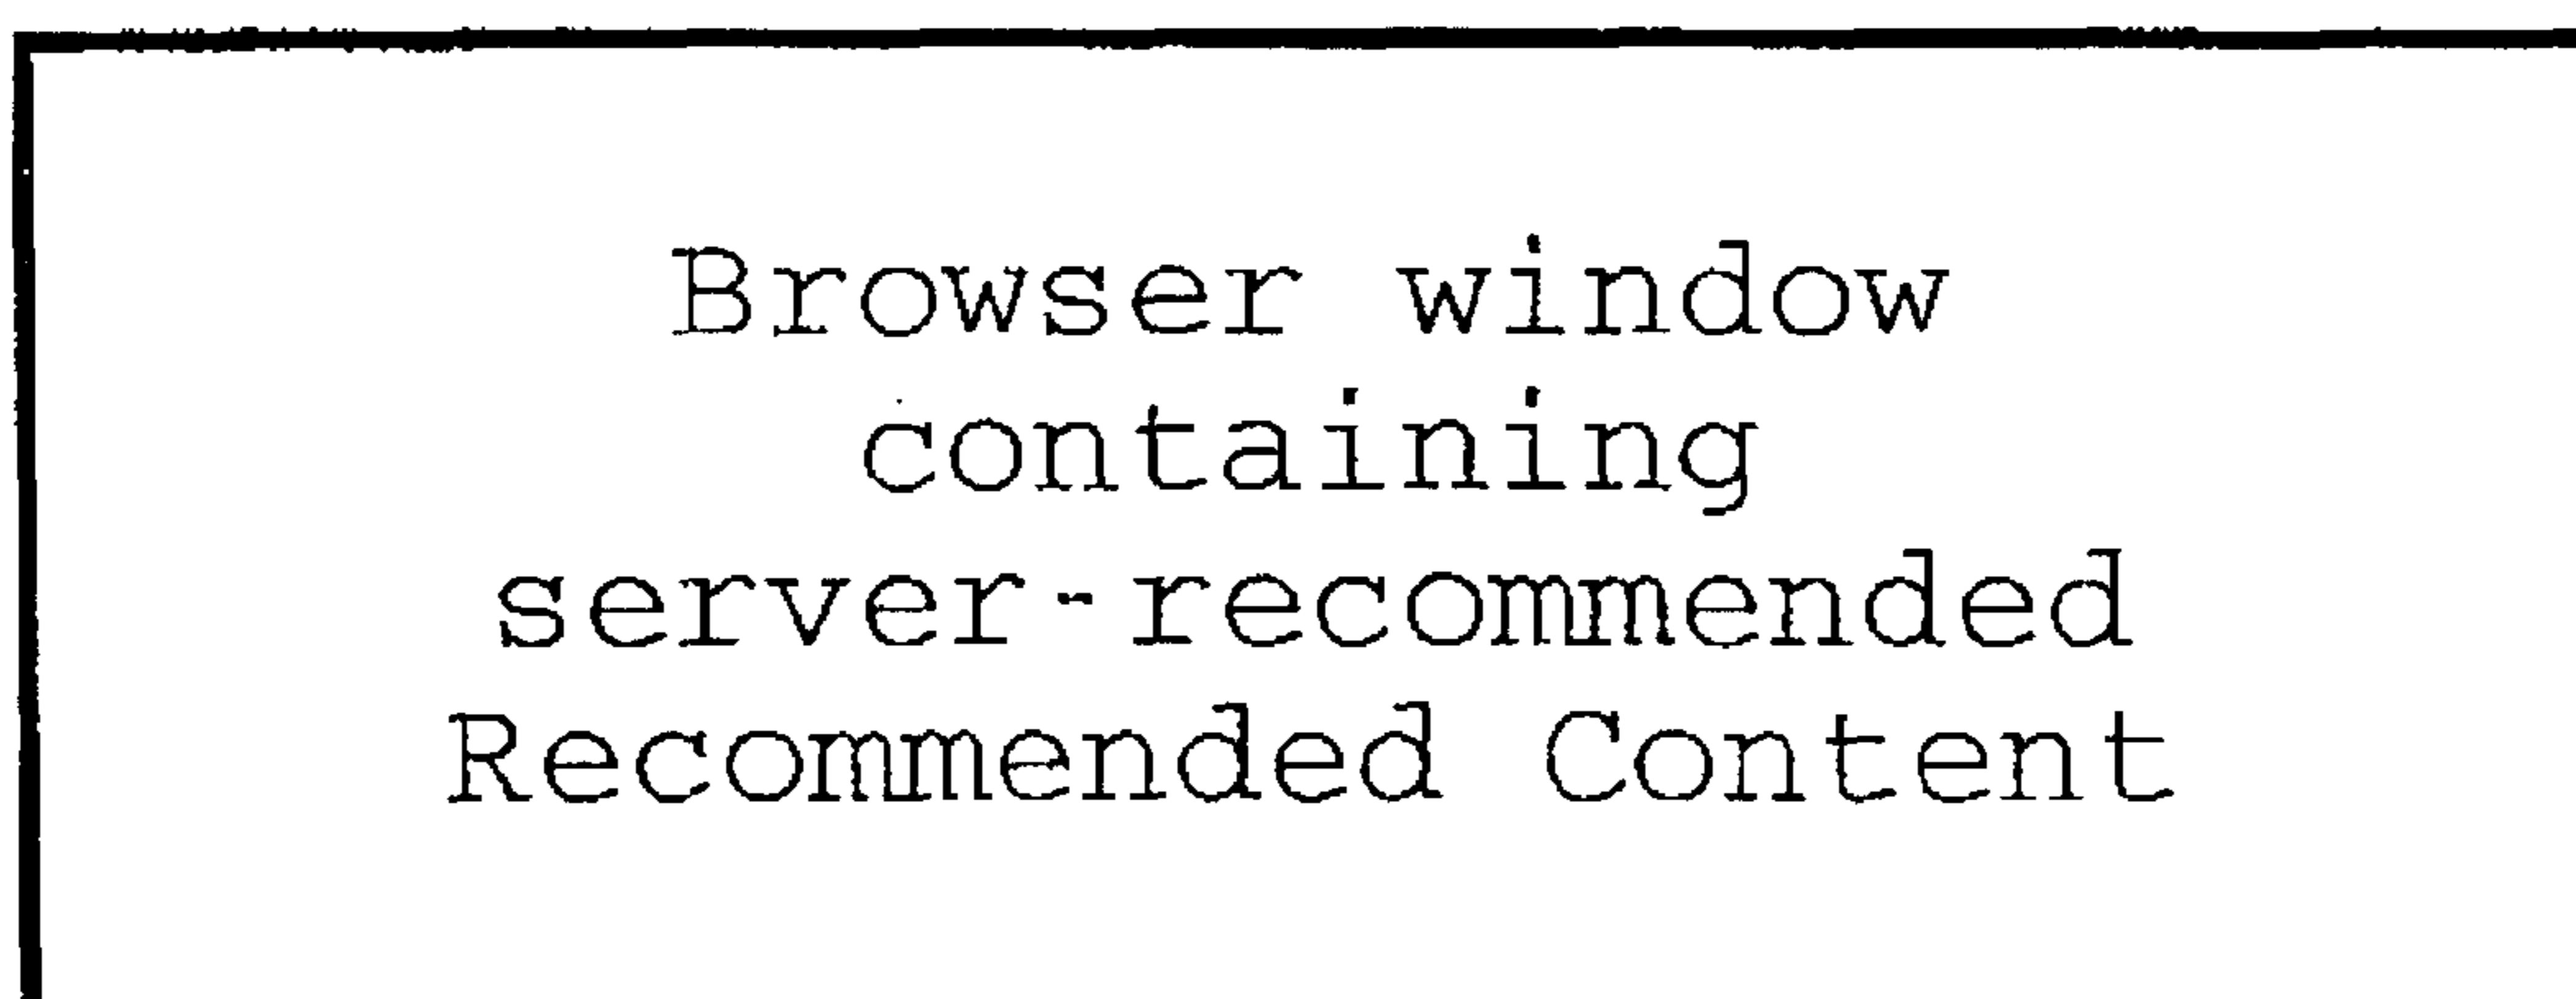 Browser window
containing
server-recommended
Recommended Content